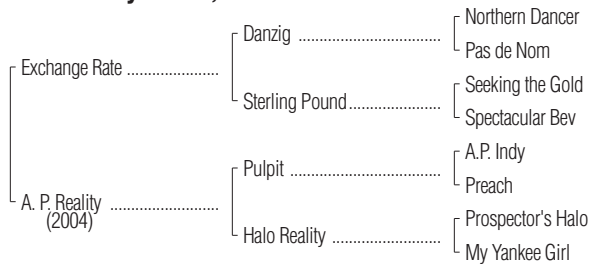 Northern Dancer
Danzig ..............................
Pas de Nom
Exchange Rate ....................
Seeking the Gold
Sterling Pound....................
Spectacular Bev
A.P. Indy
Pulpit ................................
Preach
A. P. Reality .......................
(2004)
Prospector's Halo
Halo Reality .......................
My Yankee Girl